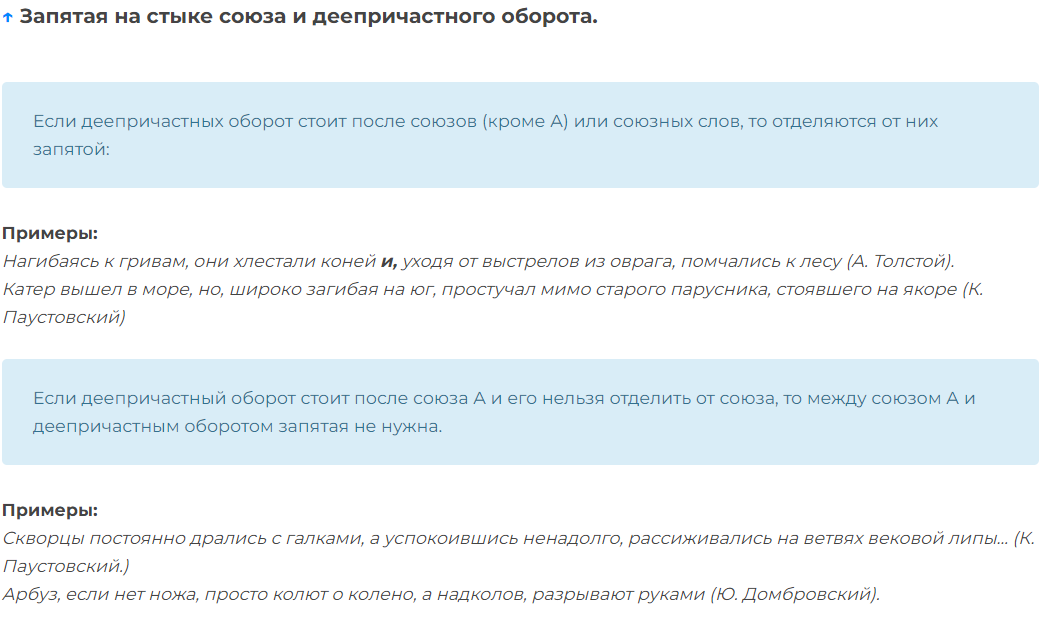 ↑ Запятая на стыке союза и деепричастного оборота.
Если деепричастных оборот стоит после союзов (кроме А) или союзных слов, то отделяются от них
запятой:
Примеры:
Нагибаясь к гривам, они хлестали коней и, уходя от выстрелов из оврага, помчались к лесу (А. Толстой).
Катер вышел в море, но, широко загибая на юг, простучал мимо старого парусника, стоявшего на якоре (К.
Паустовский)
Если деепричастный оборот стоит после союза А и его нельзя отделить от союза, то между союзом А и
деепричастным оборотом запятая не нужна.
Примеры:
Скворцы постоянно дрались с галками, а успокоившись ненадолго, рассиживались на ветвях вековой липы... (К.
Паустовский.)
Арбуз, если нет ножа, просто колют о колено, а надколов, разрывают руками (Ю. Домбровский).